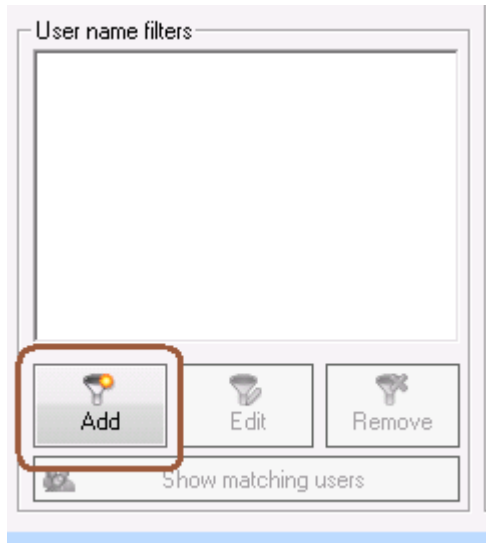 User name filters
Add
Edit
Remove
Show matching users